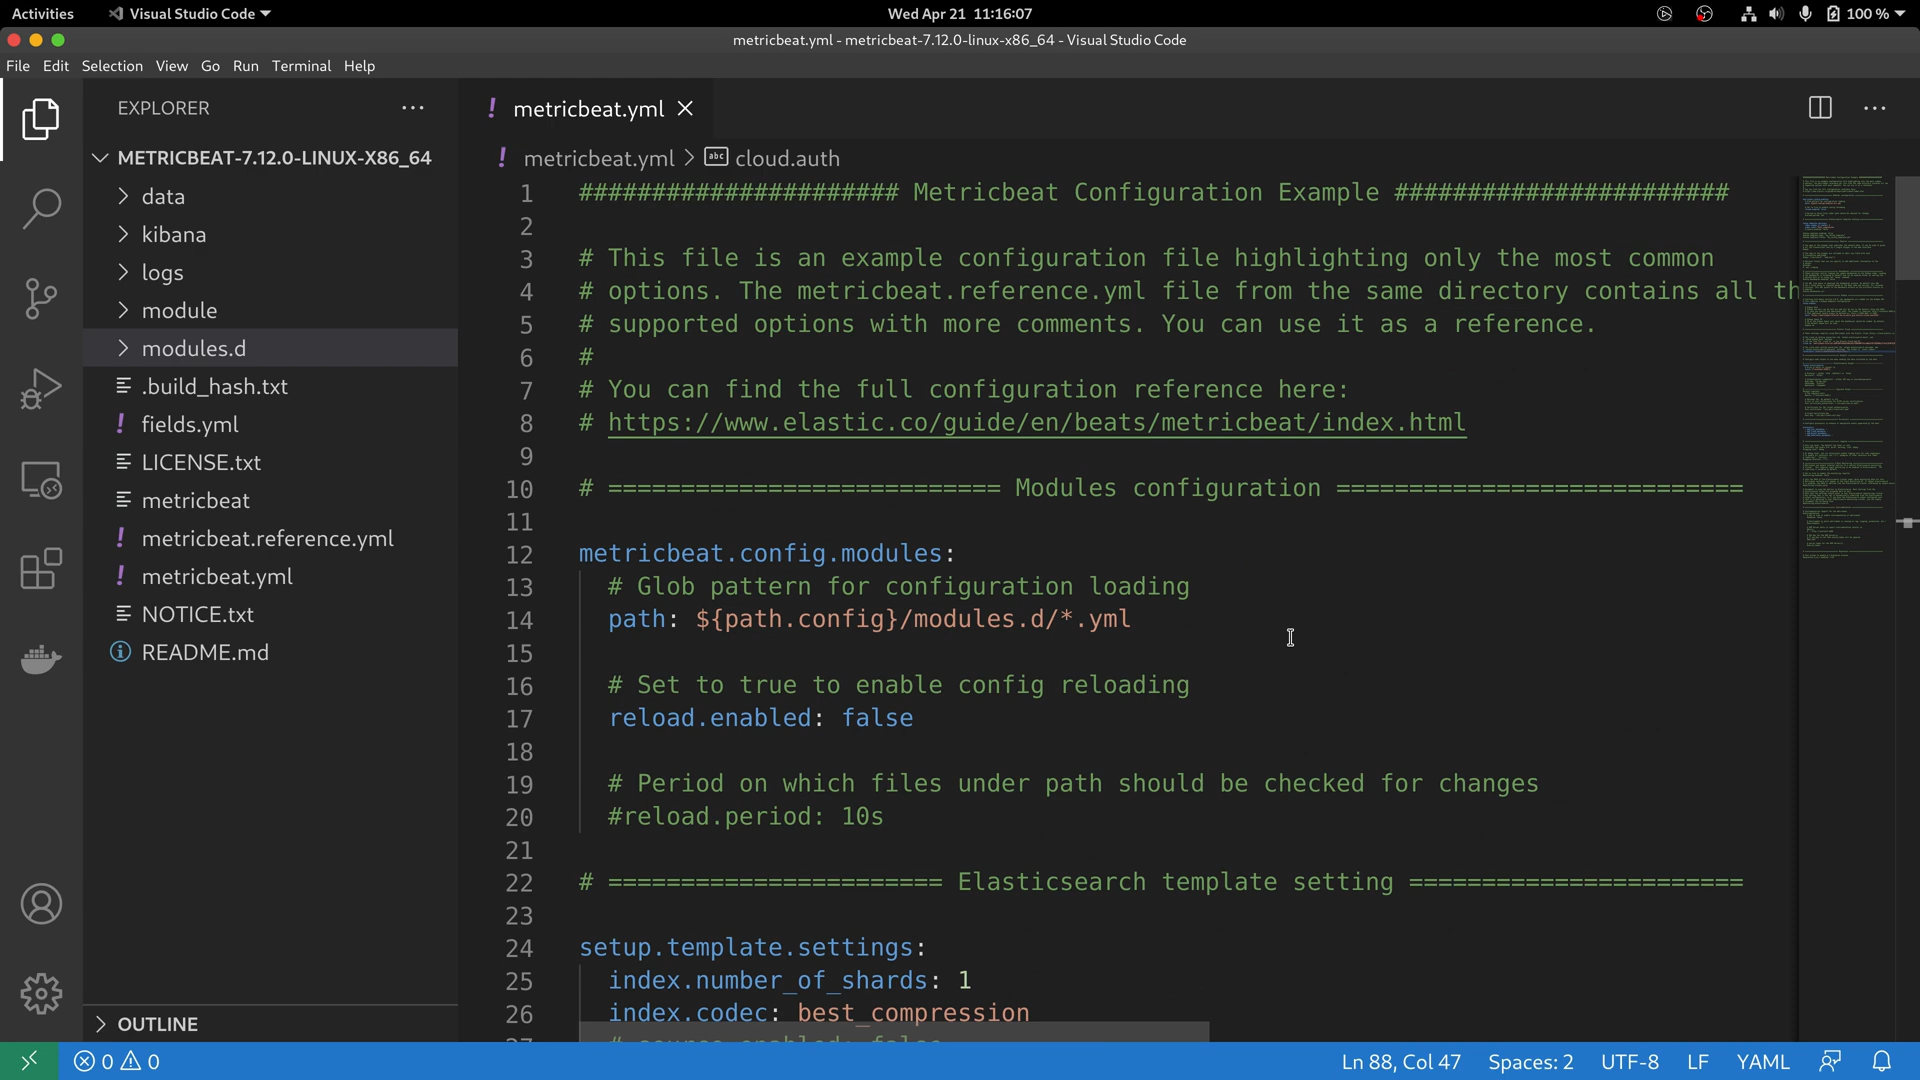 Activities Visual Studio Code Wed Apr 21 11:16:07 100 %
metricbeat.yml - metricbeat-7.12.0-linux-x86_64 - Visual Studio Code
File Edit Selection View Go Run Terminal Help
EXPLORER
METRICBEAT-7.12.0-LINUX-X86_64
data
kibana
logs
module
modules.d
.build_hash.txt
fields.yml
LICENSE.txt
metricbeat
metricbeat.reference.yml
metricbeat.yml
NOTICE.txt
README.md
OUTLINE
! metricbeat.yml
! metricbeat.yml > abc cloud.auth
1 ###################### Metricbeat Configuration Example #######################
2
3 # This file is an example configuration file highlighting only the most common
4 # options. The metricbeat.reference.yml file from the same directory contains all th
5 # supported options with more comments. You can use it as a reference.
6 #
7 # You can find the full configuration reference here:
8 # https://www.elastic.co/guide/en/beats/metricbeat/index.html
9
10 # =========================== Modules configuration ============================
11
12 metricbeat.config.modules:
13 # Glob pattern for configuration loading
14 path: ${path.config}/modules.d/*.yml
15
16 # Set to true to enable config reloading
17 reload.enabled: false
18
19 # Period on which files under path should be checked for changes
20 #reload.period: 10s
21
22 # ======================= Elasticsearch template setting =======================
23
24 setup.template.settings:
25 index.number_of_shards: 1
26 index.codec: best_compression
0 0 Ln 88, Col 47 Spaces: 2 UTF-8 LF YAML